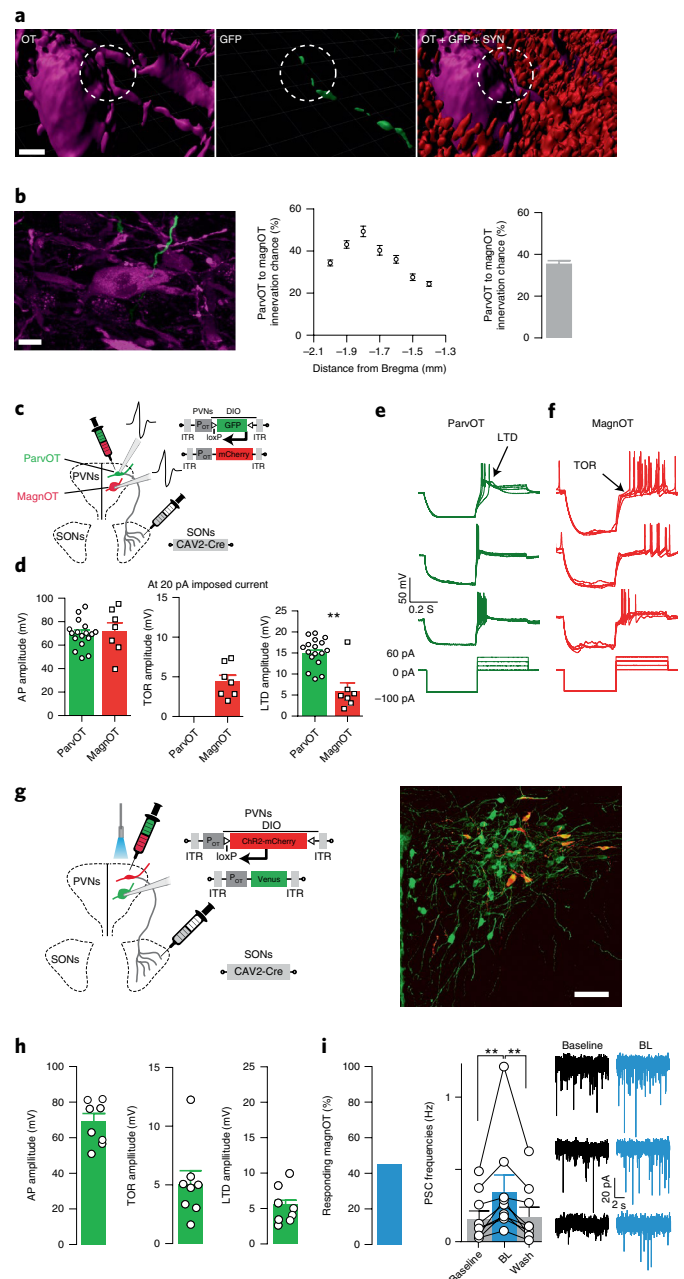 a
OT
GFP
OT + GFP + SYN
b
ParvOT to magnOT
innervation chance (%)
60
40
20
0
−2.1
−1.9
−1.7
−1.5
−1.3
Distance from Bregma (mm)
ParvOT to magnOT
innervation chance (%)
60
40
20
0
c
ParvOT
PVNs
MagnOT
SONs
PVNs
DIO
POT
GFP
ITR
loxP
ITR
POT
mCherry
ITR
ITR
SONs
CAV2-Cre
d
At 20 pA imposed current
AP amplitude (mV)
100
80
60
40
20
0
ParvOT
MagnOT
TOR amplitude (mV)
15
10
5
0
ParvOT
MagnOT
LTD amplitude (mV)
25
20
15
10
5
0
**
ParvOT
MagnOT
e
ParvOT
LTD
50 mV
0.2 S
60 pA
0 pA
−100 pA
f
MagnOT
TOR
g
PVNs
SONs
PVNs
DIO
POT
ChR2-mCherry
ITR
loxP
ITR
POT
Venus
ITR
ITR
SONs
CAV2-Cre
h
AP amplitude (mV)
100
80
60
40
20
0
TOR amplitude (mV)
15
10
5
0
LTD amplitude (mV)
25
20
15
10
5
0
i
Responding magnOT (%)
100
80
60
40
20
0
PSC frequencies (Hz)
1
0
** **
Baseline
BL
Wash
Baseline
BL
20 pA
2 s